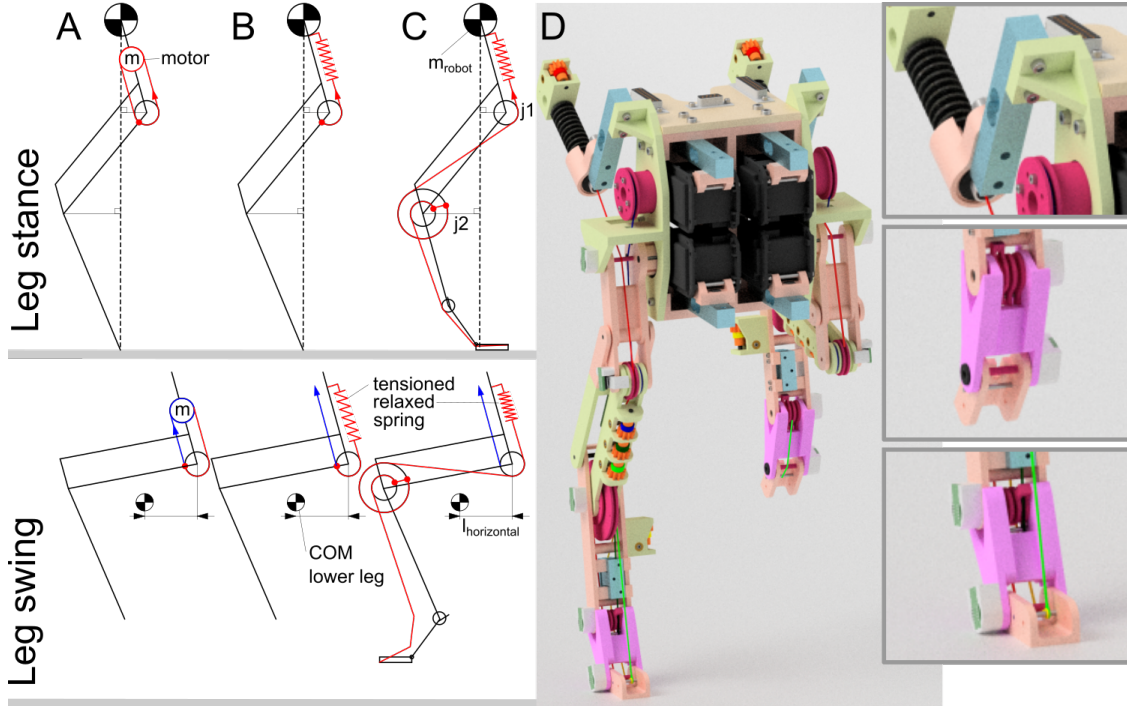 A
B
C
D
m
motor
m_robot
j1
j2
Leg stance
m
tensioned
relaxed
spring
l_horizontal
COM
lower leg
Leg swing